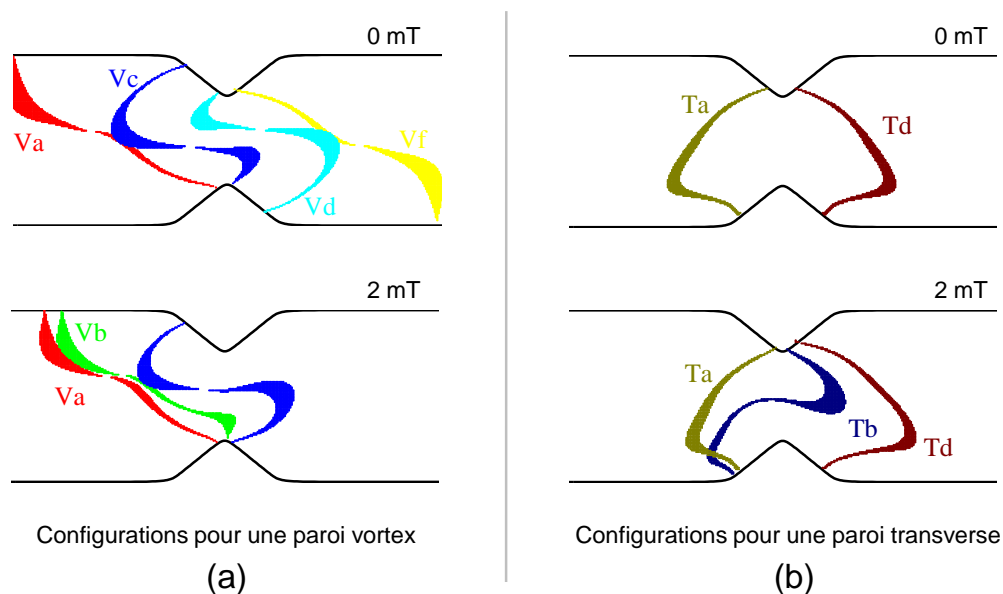 0 mT
Vc
Va
Vf
Vd
2 mT
Vb
Va
Configurations pour une paroi vortex
(a)
0 mT
Ta
Td
2 mT
Ta
Tb
Td
Configurations pour une paroi transverse
(b)